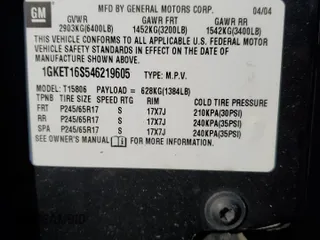 GM
MFD BY GENERAL MOTORS CORP. 04/04
GVWR GAWR FRT GAWR RR
2903KG(6400LB) 1452KG(3200LB) 1542KG(3400LB)
THIS VEHICLE CONFORMS TO ALL APPLICABLE U.S. FEDERAL MOTOR
VEHICLE SAFETY STANDARDS IN EFFECT ON THE DATE OF
MANUFACTURE SHOWN ABOVE.
1GKET16S546219605 TYPE: M.P.V.
MODEL: T15806 PAYLOAD = 628KG(1384LB)
TPNB TIRE SIZE SPEED RTG RIM COLD TIRE PRESSURE
FRT P245/65R17 S 17X7J 210KPA(30PSI)
RR P245/65R17 S 17X7J 240KPA(35PSI)
SPA P245/65R17 S 17X7J 240KPA(35PSI)
SEE OWNER'S MANUAL FOR MORE INFORMATION.